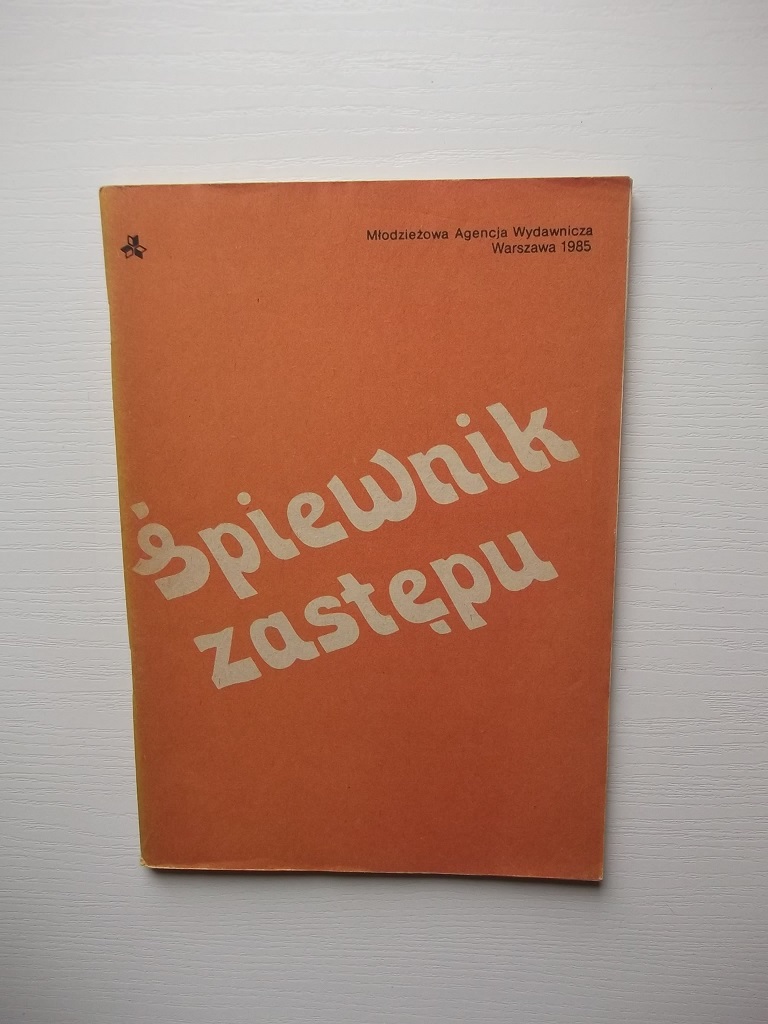 Młodzieżowa Agencja Wydawnicza
Warszawa 1985
Śpiewnik
zastępu